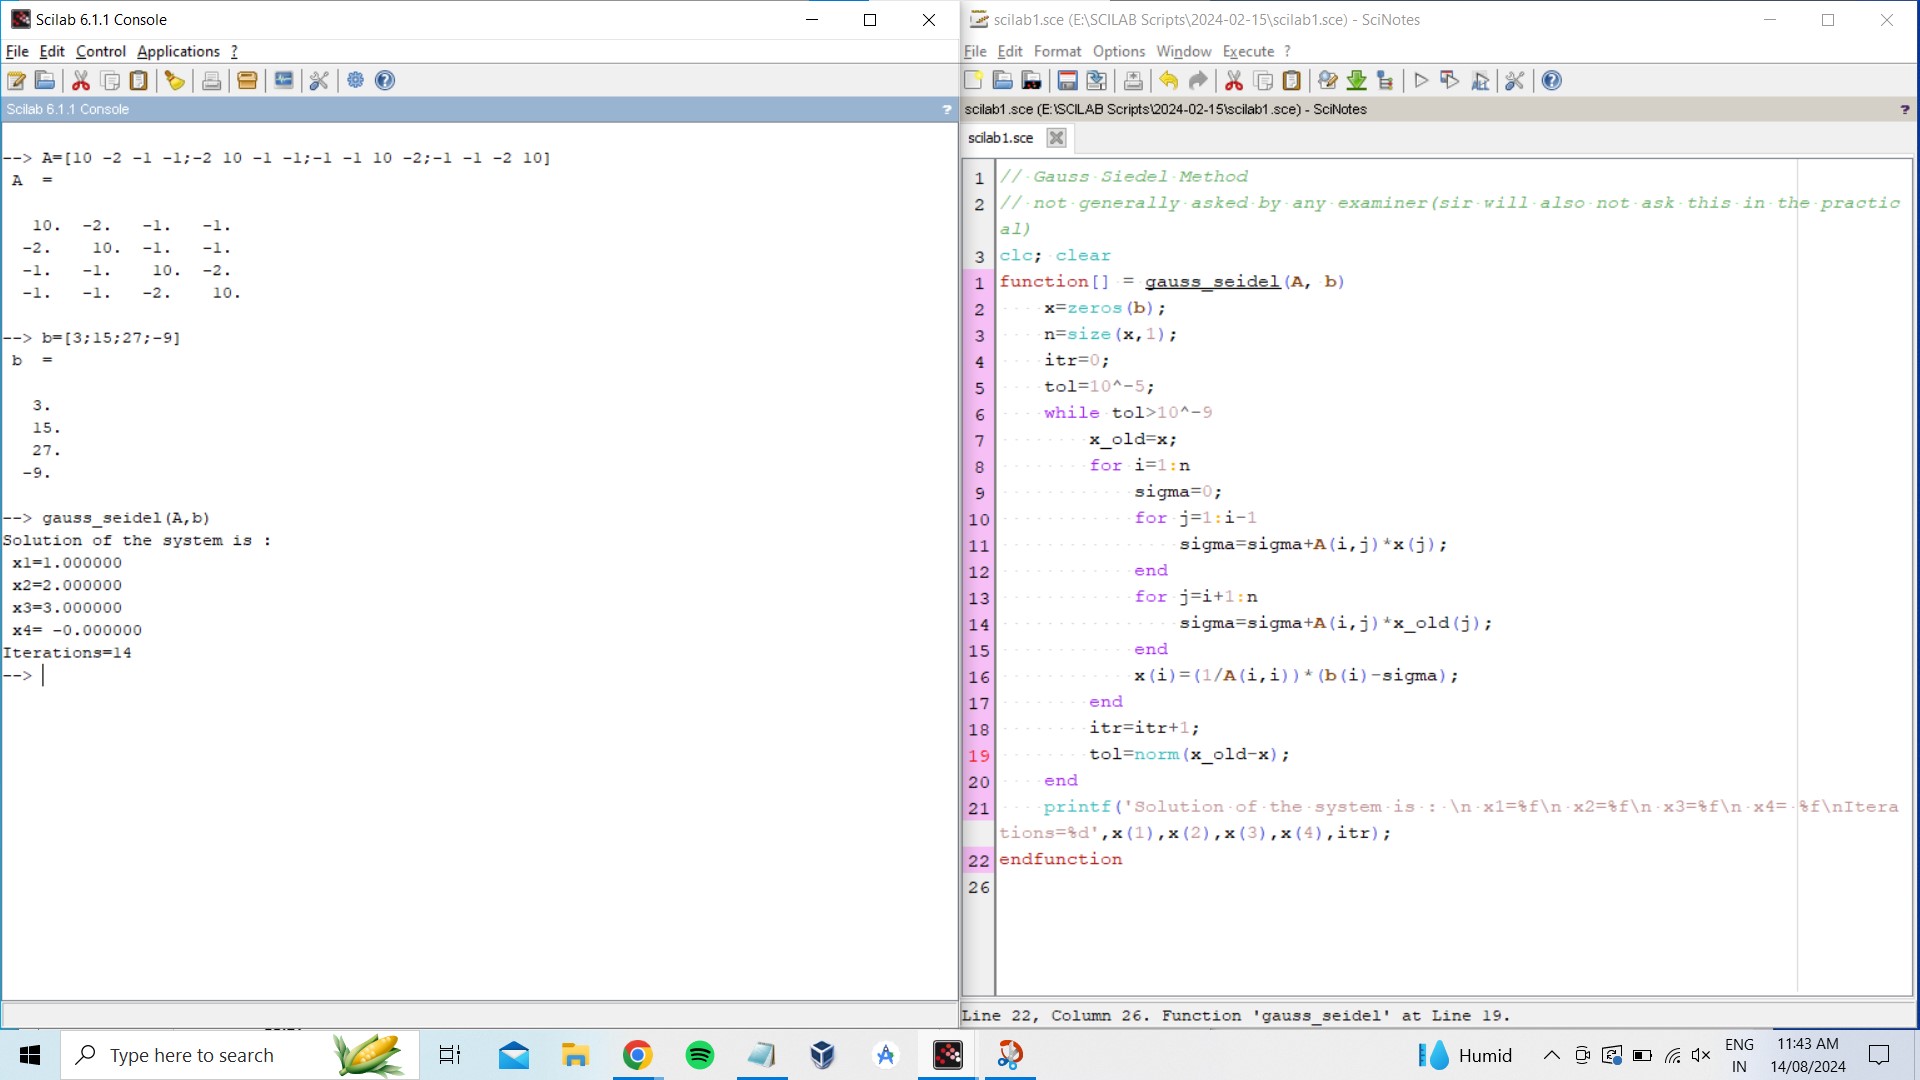 Scilab 6.1.1 Console
File Edit Control Applications ?
Scilab 6.1.1 Console ?
--> A=[10 -2 -1 -1;-2 10 -1 -1;-1 -1 10 -2;-1 -1 -2 10]
A =
10. -2. -1. -1.
-2. 10. -1. -1.
-1. -1. 10. -2.
-1. -1. -2. 10.
--> b=[3;15;27;-9]
b =
3.
15.
27.
-9.
--> gauss_seidel(A,b)
Solution of the system is :
x1=1.000000
x2=2.000000
x3=3.000000
x4= -0.000000
Iterations=14
-->
scilab1.sce (E:\SCILAB Scripts\2024-02-15\scilab1.sce) - SciNotes
File Edit Format Options Window Execute ?
scilab1.sce (E:\SCILAB Scripts\2024-02-15\scilab1.sce) - SciNotes ?
scilab1.sce
1 // Gauss Siedel Method
2 // not generally asked by any examiner(sir will also not ask this in the practic
al)
3 clc; clear
1 function[] = gauss_seidel(A, b)
2 x=zeros(b);
3 n=size(x,1);
4 itr=0;
5 tol=10^-5;
6 while tol>10^-9
7 x_old=x;
8 for i=1:n
9 sigma=0;
10 for j=1:i-1
11 sigma=sigma+A(i,j)*x(j);
12 end
13 for j=i+1:n
14 sigma=sigma+A(i,j)*x_old(j);
15 end
16 x(i)=(1/A(i,i))*(b(i)-sigma);
17 end
18 itr=itr+1;
19 tol=norm(x_old-x);
20 end
21 printf('Solution of the system is : \n x1=%f\n x2=%f\n x3=%f\n x4= %f\nItera
tions=%d',x(1),x(2),x(3),x(4),itr);
22 endfunction
26
Line 22, Column 26. Function 'gauss_seidel' at Line 19.
Type here to search
Humid
ENG
IN
11:43 AM
14/08/2024